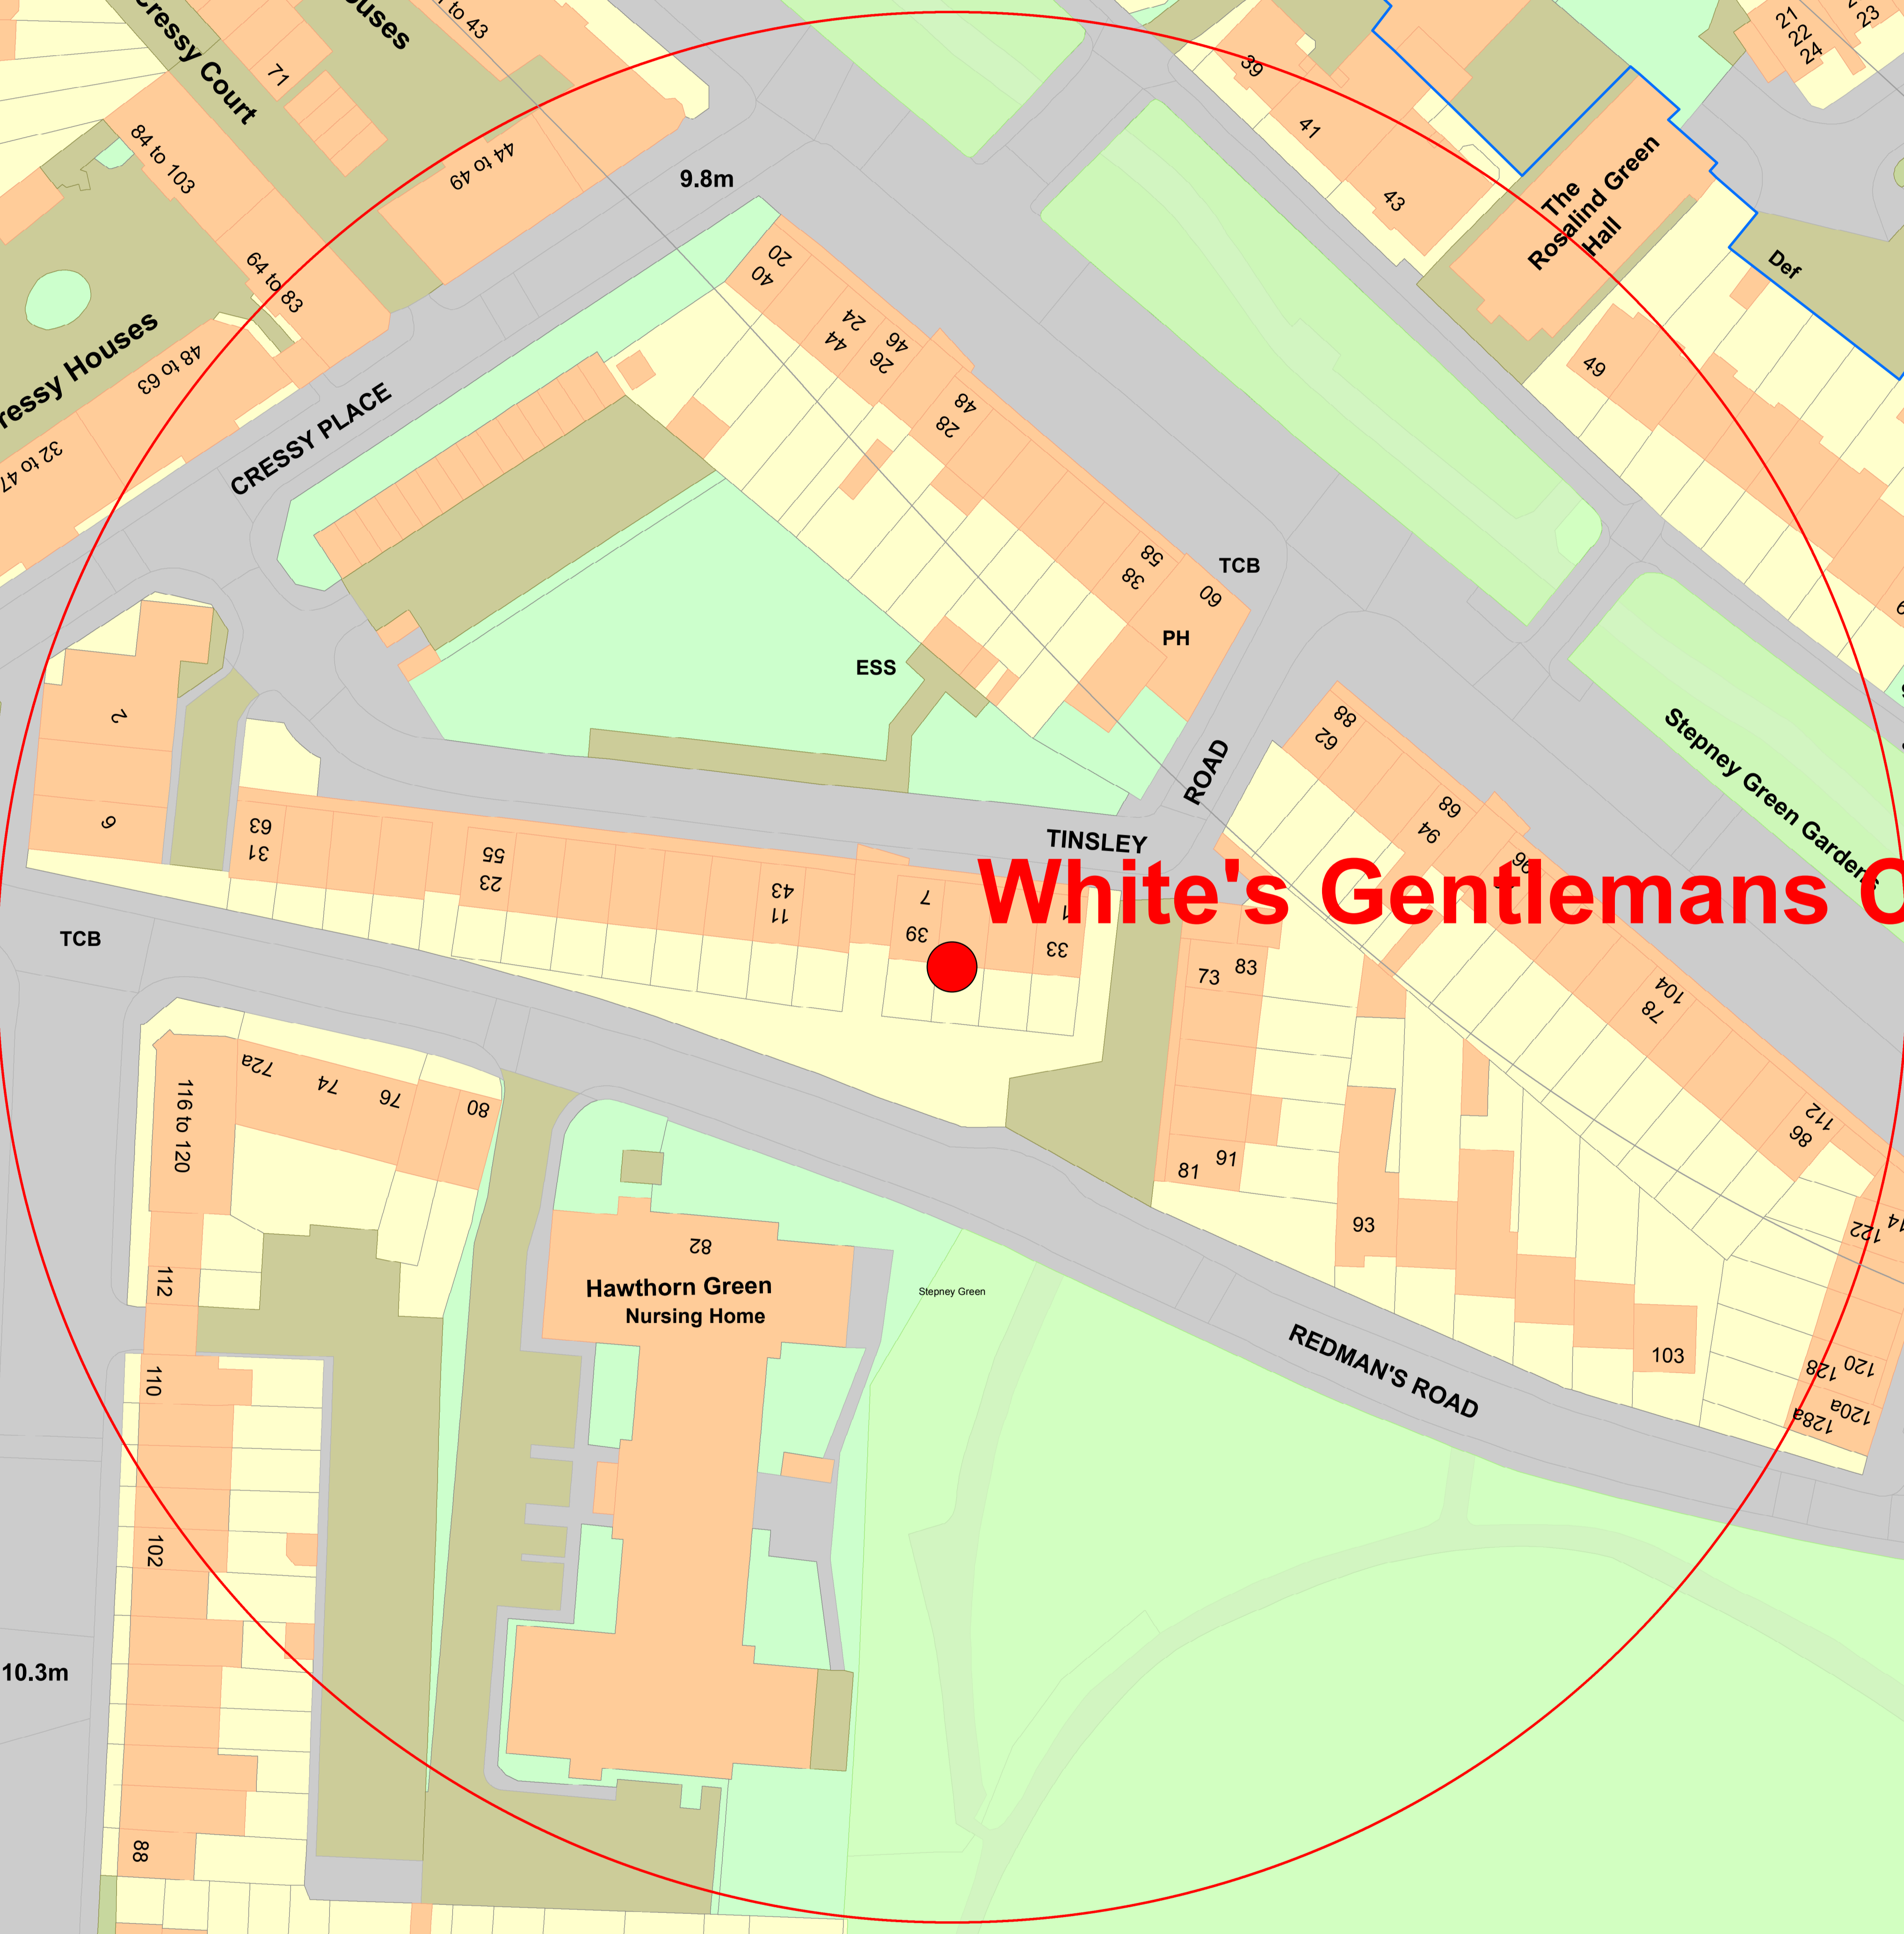 Cressy Court
ouses
to 43
71
84 to 103
44 to 49
9.8m
39
41
43
The
Rosalind Green
Hall
21
22
24
23
Def
64 to 83
20
40
24
44
46
26
48
28
49
ressy Houses
48 to 63
32 to 47
CRESSY PLACE
58
38
60
TCB
PH
ESS
2
6
ROAD
88
62
68
94
96
Stepney Green Gardens
63
31
55
23
43
11
7
39
1
33
TINSLEY
White's Gentlemans
TCB
73
83
104
78
112
86
72a
74
76
80
116 to 120
81
91
93
122
82
Hawthorn Green
Nursing Home
Stepney Green
112
110
REDMAN'S ROAD
103
128
120
128a
120a
102
10.3m
88